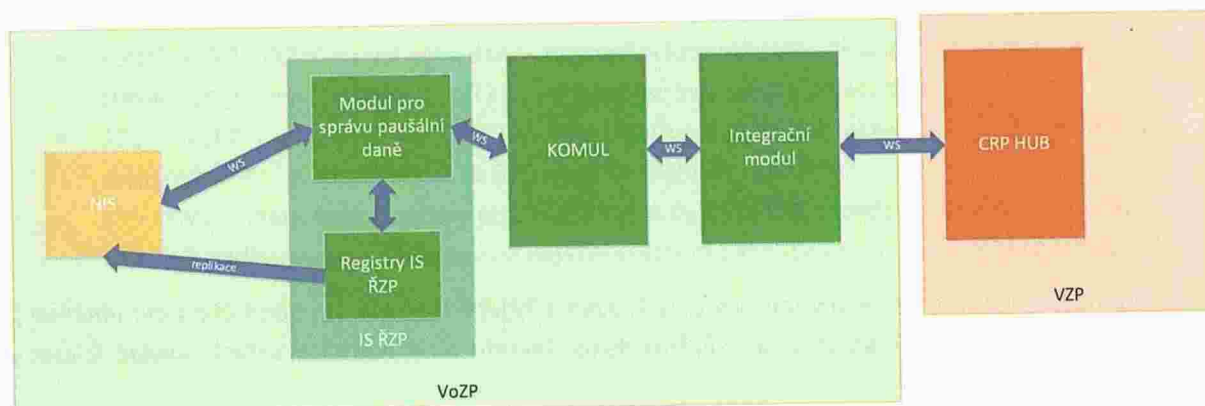 Modul pro
správu paušální
daně
WS
NIS
WS
KOMUL
WS
Integrační
modul
WS
CRP HUB
replikace
Registry IS
ŘZP
IS ŘZP
VoZP
VZP